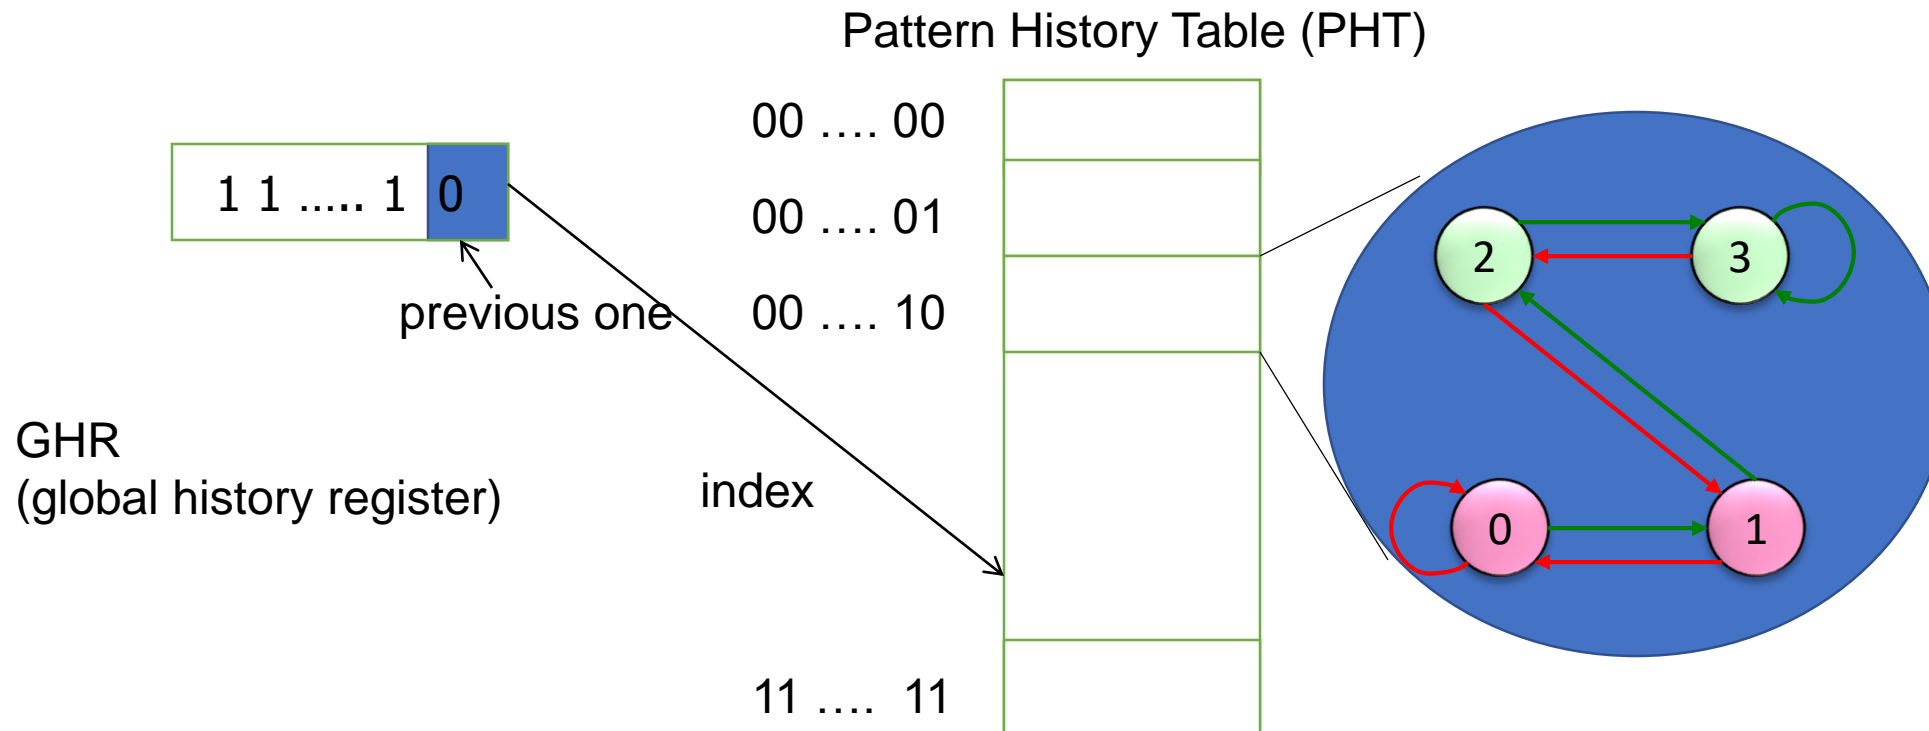 Pattern History Table (PHT)
00 .... 00
1 1 ..... 1 0
00 .... 01
previous one
00 .... 10
2
3
GHR
(global history register)
index
0
1
11 .... 11